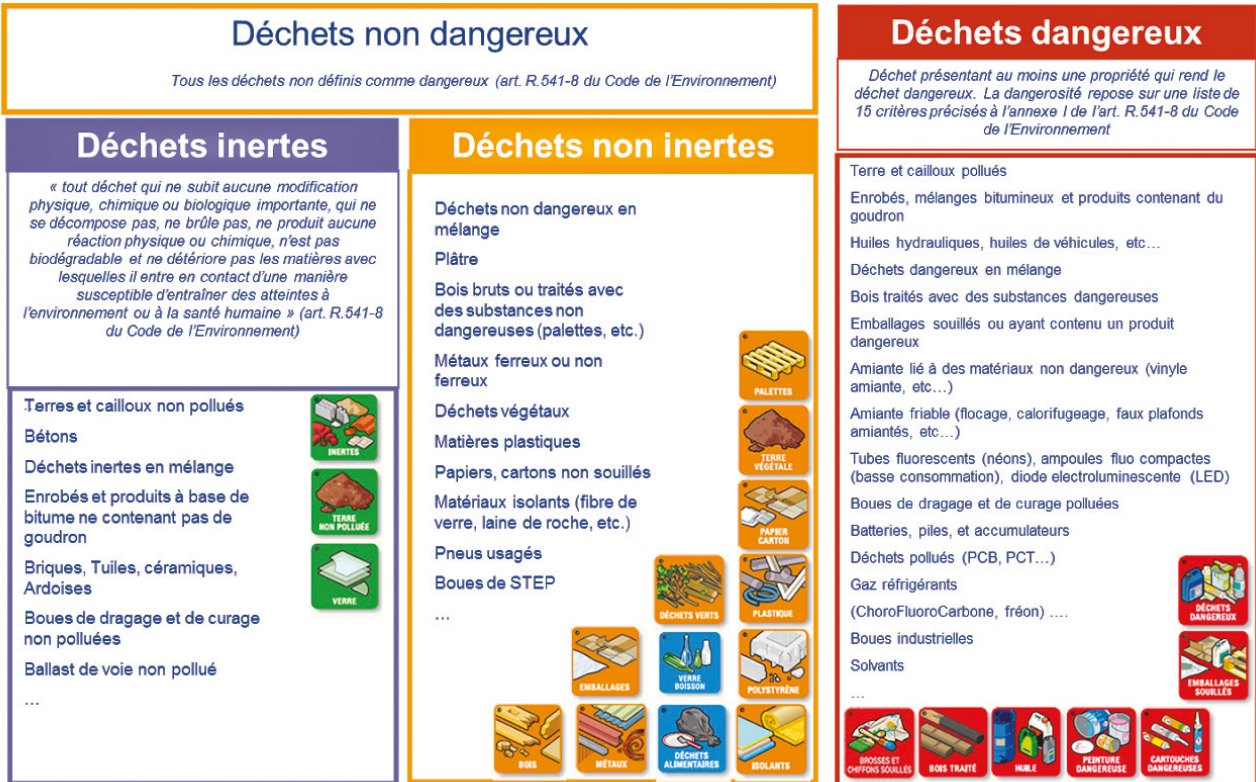 Déchets non dangereux
Tous les déchets non définis comme dangereux (art. R.541-8 du Code de l'Environnement)
Déchets inertes
« tout déchet qui ne subit aucune modification
physique, chimique ou biologique importante, qui ne
se décompose pas, ne brûle pas, ne produit aucune
réaction physique ou chimique, n'est pas
biodégradable et ne détériore pas les matières avec
lesquelles il entre en contact d'une manière
susceptible d'entraîner des atteintes à
l'environnement ou à la santé humaine » (art. R.541-8
du Code de l'Environnement)
Terres et cailloux non pollués
Bétons
Déchets inertes en mélange
Enrobés et produits à base de
bitume ne contenant pas de
goudron
Briques, Tuiles, céramiques,
Ardoises
Boues de dragage et de curage
non polluées
Ballast de voie non pollué
...
INERTES
TERRE
NON POLLUÉE
VERRE
Déchets non inertes
Déchets non dangereux en
mélange
Plâtre
Bois bruts ou traités avec
des substances non
dangereuses (palettes, etc.)
Métaux ferreux ou non
ferreux
Déchets végétaux
Matières plastiques
Papiers, cartons non souillés
Matériaux isolants (fibre de
verre, laine de roche, etc.)
Pneus usagés
Boues de STEP
...
PALETTES
TERRE
VÉGÉTALE
PAPIER
CARTON
DÉCHETS VERTS
PLASTIQUE
EMBALLAGES
VERRE
BOISSON
POLYSTYRÈNE
BOIS
MÉTAUX
DÉCHETS
ALIMENTAIRES
ISOLANTS
Déchets dangereux
Déchet présentant au moins une propriété qui rend le
déchet dangereux. La dangerosité repose sur une liste de
15 critères précisés à l'annexe I de l'art. R.541-8 du Code
de l'Environnement
Terre et cailloux pollués
Enrobés, mélanges bitumineux et produits contenant du
goudron
Huiles hydrauliques, huiles de véhicules, etc...
Déchets dangereux en mélange
Bois traités avec des substances dangereuses
Emballages souillés ou ayant contenu un produit
dangereux
Amiante lié à des matériaux non dangereux (vinyle
amiante, etc...)
Amiante friable (flocage, calorifugeage, faux plafonds
amiantés, etc...)
Tubes fluorescents (néons), ampoules fluo compactes
(basse consommation), diode electroluminescente (LED)
Boues de dragage et de curage polluées
Batteries, piles, et accumulateurs
Déchets pollués (PCB, PCT...)
Gaz réfrigérants
(ChoroFluoroCarbone, fréon) ....
Boues industrielles
Solvants
...
DÉCHETS
DANGEREUX
EMBALLAGES
SOUILLÉS
BROSSES ET
CHIFFONS SOUILLÉS
BOIS TRAITÉ
HUILE
PEINTURE
DANGEREUSE
CARTOUCHES
DANGEREUSES